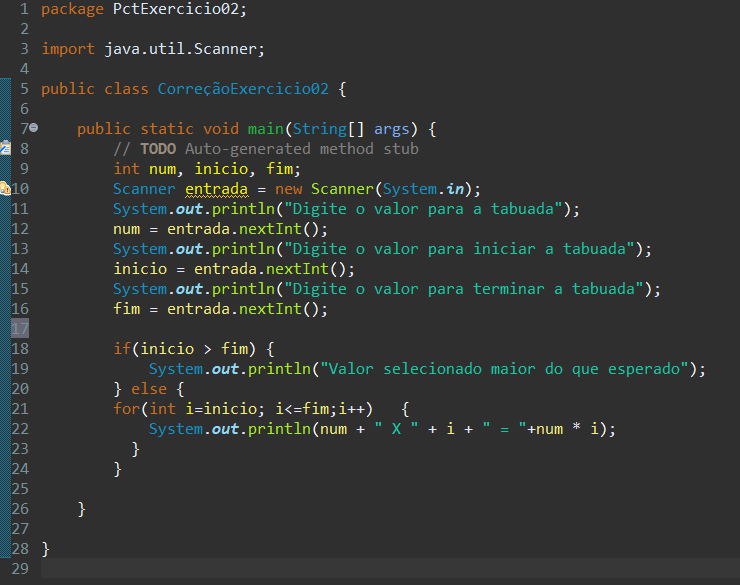 1 package PctExercicio02;
2
3 import java.util.Scanner;
4
5 public class CorreçãoExercicio02 {
6
7     public static void main(String[] args) {
8         // TODO Auto-generated method stub
9         int num, inicio, fim;
10         Scanner entrada = new Scanner(System.in);
11         System.out.println("Digite o valor para a tabuada");
12         num = entrada.nextInt();
13         System.out.println("Digite o valor para iniciar a tabuada");
14         inicio = entrada.nextInt();
15         System.out.println("Digite o valor para terminar a tabuada");
16         fim = entrada.nextInt();
17
18         if(inicio > fim) {
19             System.out.println("Valor selecionado maior do que esperado");
20         } else {
21         for(int i=inicio; i<=fim;i++)   {
22             System.out.println(num + " X " + i + " = "+num * i);
23           }
24         }
25
26     }
27
28 }
29